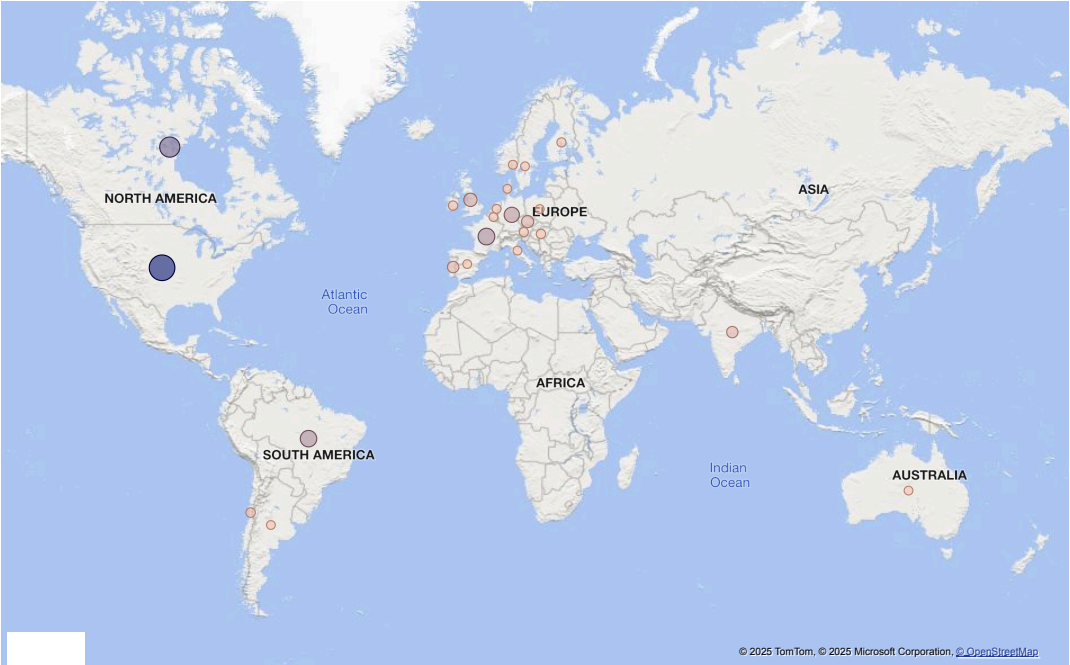 ASIA
NORTH AMERICA
EUROPE
Atlantic
Ocean
AFRICA
SOUTH AMERICA
Indian
Ocean
AUSTRALIA
© 2025 TomTom, © 2025 Microsoft Corporation, © OpenStreetMap